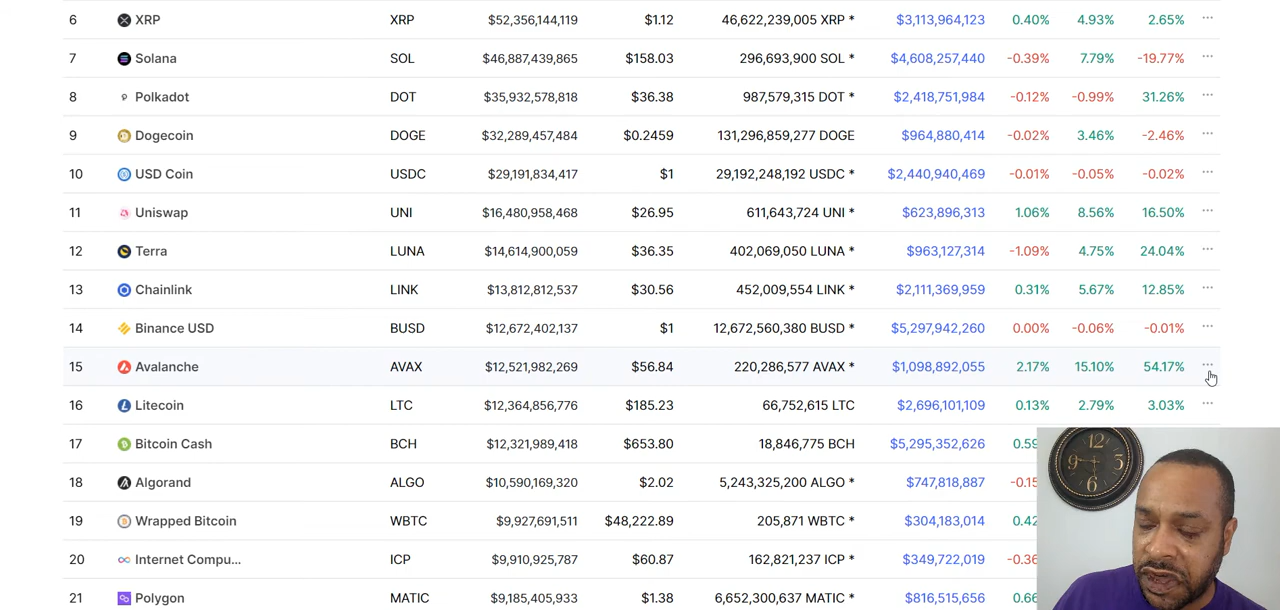 6 XRP XRP $52,356,144,119 $1.12 46,622,239,005 XRP * $3,113,964,123 0.40% 4.93% 2.65% ...
7 Solana SOL $46,887,439,865 $158.03 296,693,900 SOL * $4,608,257,440 -0.39% 7.79% -19.77% ...
8 Polkadot DOT $35,932,578,818 $36.38 987,579,315 DOT * $2,418,751,984 -0.12% -0.99% 31.26% ...
9 Dogecoin DOGE $32,289,457,484 $0.2459 131,296,859,277 DOGE $964,880,414 -0.02% 3.46% -2.46% ...
10 USD Coin USDC $29,191,834,417 $1 29,192,248,192 USDC * $2,440,940,469 -0.01% -0.05% -0.02% ...
11 Uniswap UNI $16,480,958,468 $26.95 611,643,724 UNI * $623,896,313 1.06% 8.56% 16.50% ...
12 Terra LUNA $14,614,900,059 $36.35 402,069,050 LUNA * $963,127,314 -1.09% 4.75% 24.04% ...
13 Chainlink LINK $13,812,812,537 $30.56 452,009,554 LINK * $2,111,369,959 0.31% 5.67% 12.85% ...
14 Binance USD BUSD $12,672,402,137 $1 12,672,560,380 BUSD * $5,297,942,260 0.00% -0.06% -0.01% ...
15 Avalanche AVAX $12,521,982,269 $56.84 220,286,577 AVAX * $1,098,892,055 2.17% 15.10% 54.17% ...
16 Litecoin LTC $12,364,856,776 $185.23 66,752,615 LTC $2,696,101,109 0.13% 2.79% 3.03% ...
17 Bitcoin Cash BCH $12,321,989,418 $653.80 18,846,775 BCH $5,295,352,626 0.59
12
9 3
6
18 Algorand ALGO $10,590,169,320 $2.02 5,243,325,200 ALGO * $747,818,887 -0.15
19 Wrapped Bitcoin WBTC $9,927,691,511 $48,222.89 205,871 WBTC * $304,183,014 0.42
20 Internet Compu... ICP $9,910,925,787 $60.87 162,821,237 ICP * $349,722,019 -0.36
21 Polygon MATIC $9,185,405,933 $1.38 6,652,300,637 MATIC * $816,515,656 0.66